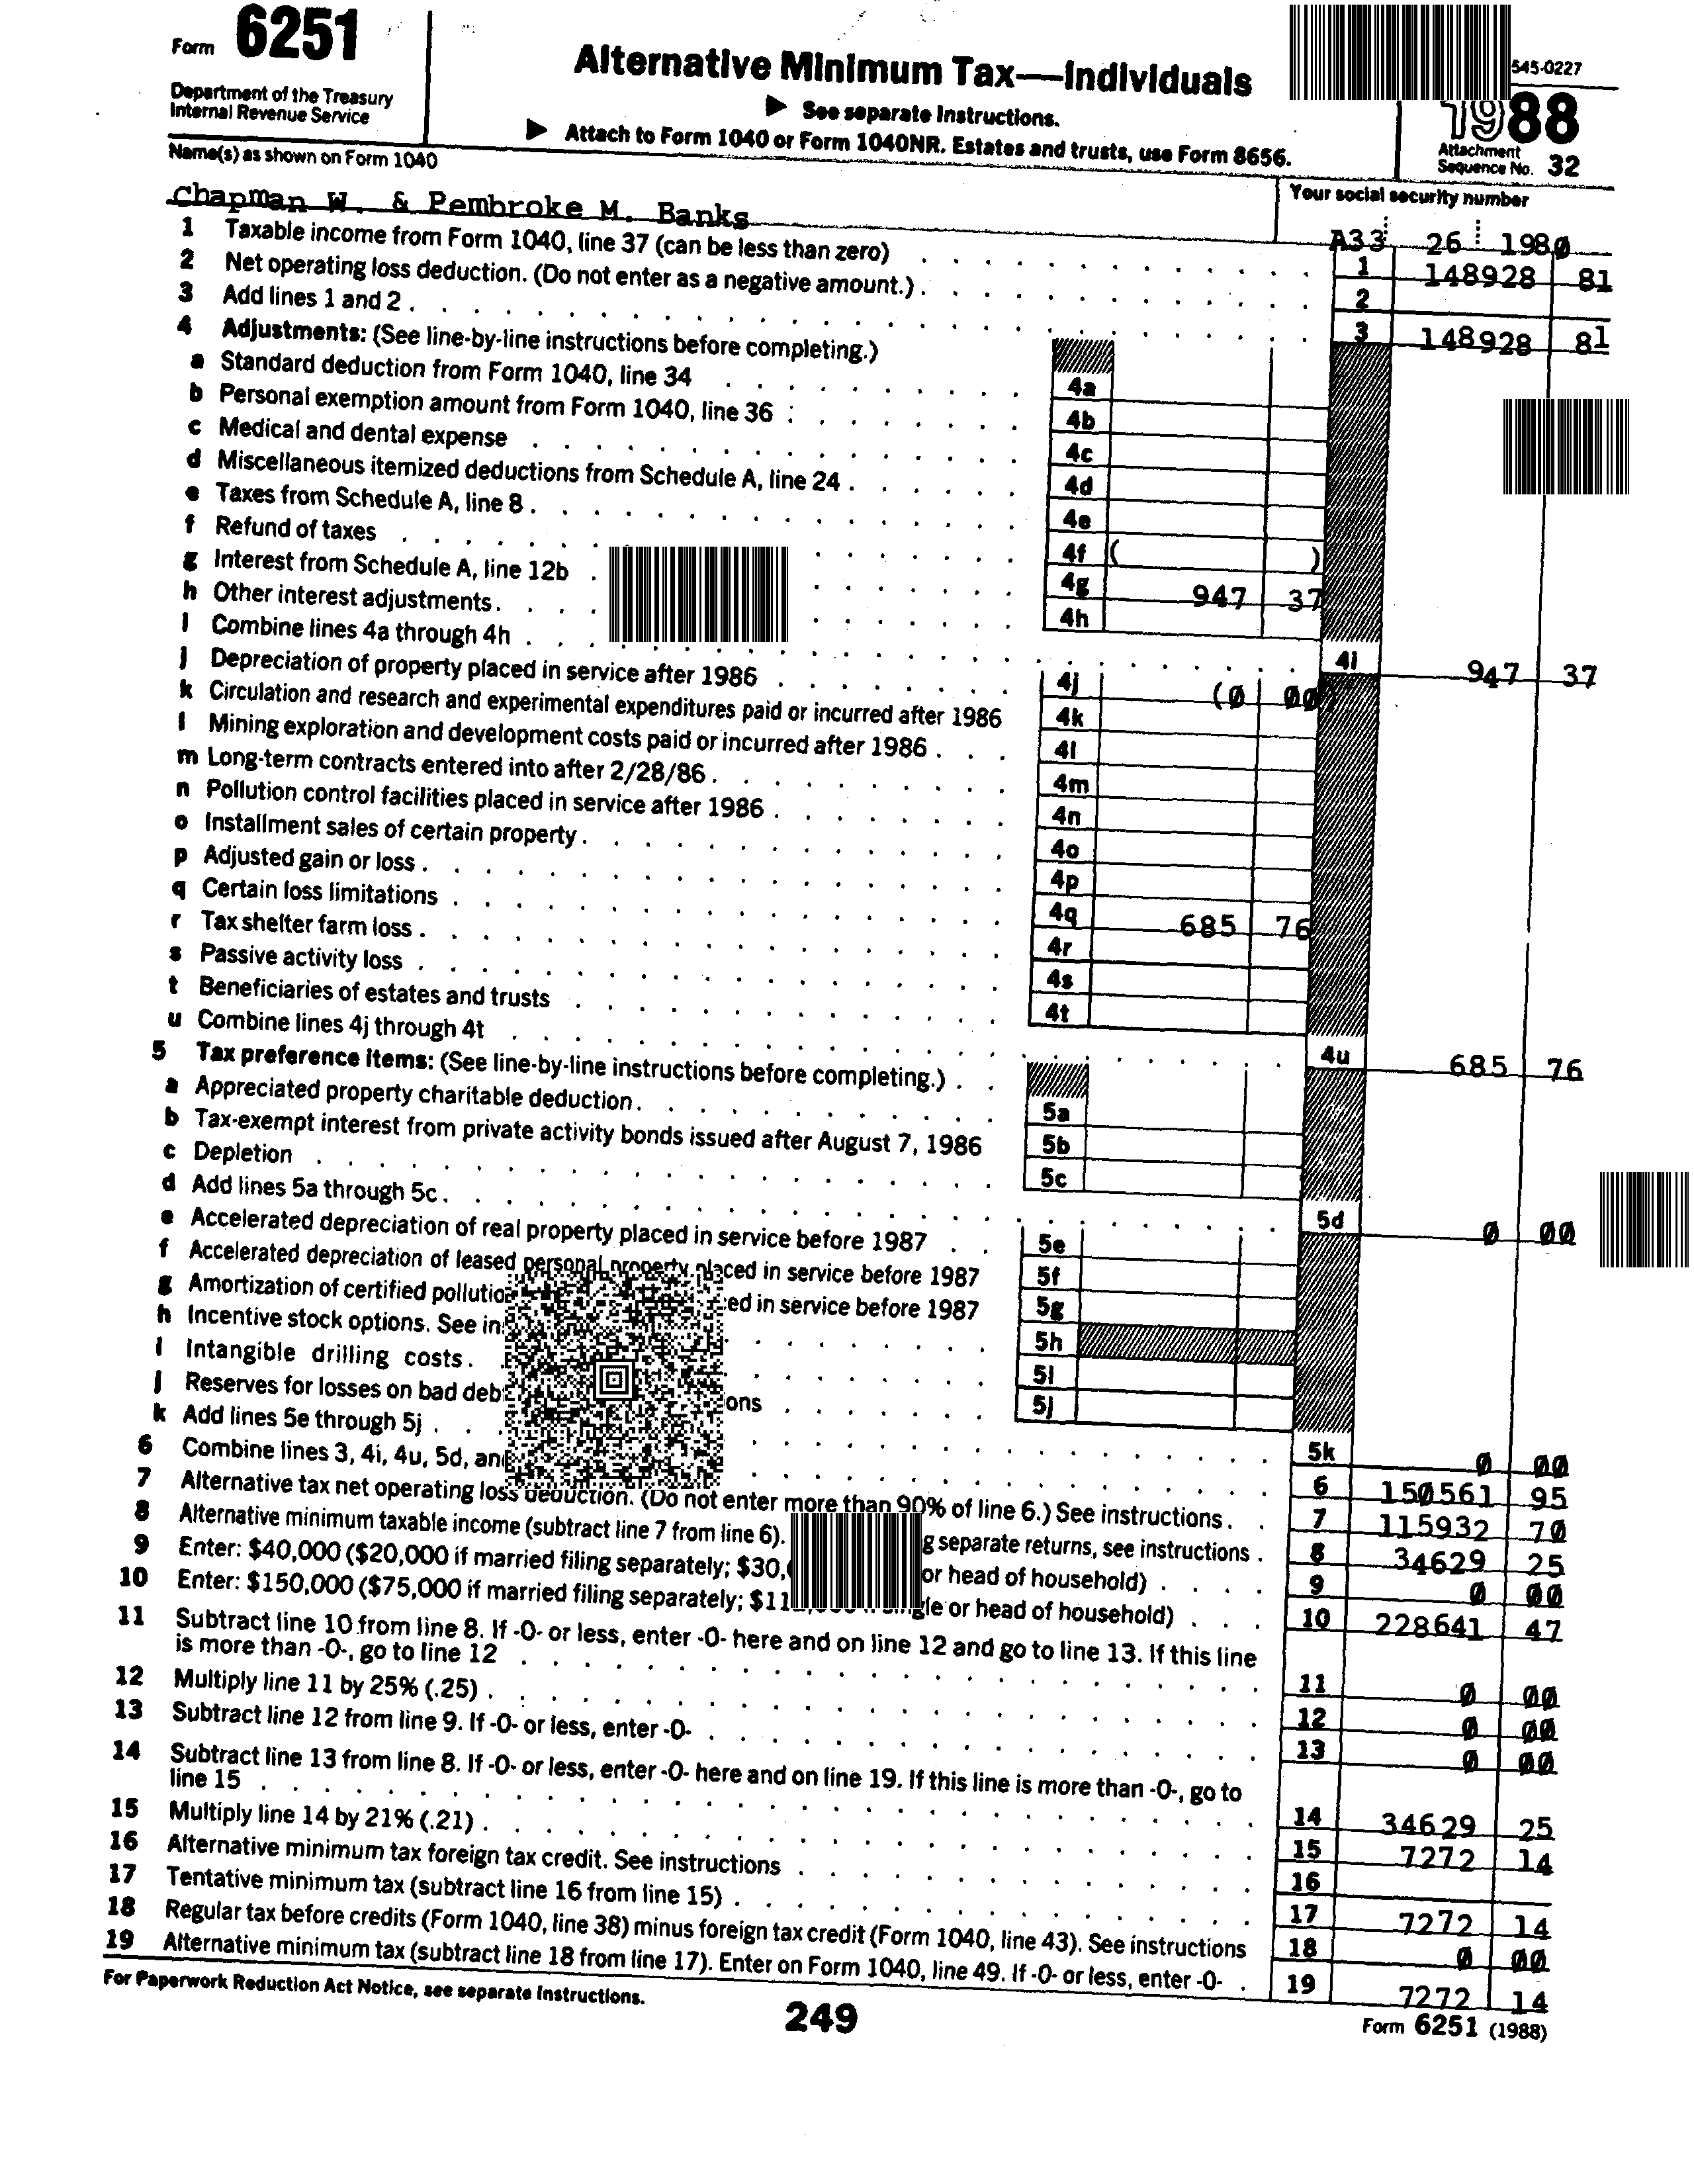 Form 6251
Department of the Treasury
Internal Revenue Service
Alternative Minimum Tax—Individuals
▶ See separate Instructions.
▶ Attach to Form 1040 or Form 1040NR. Estates and trusts, use Form 8656.
545-0227
1988
Attachment
Sequence No. 32
Name(s) as shown on Form 1040
Your social security number
Chapman W. & Pembroke M. Banks
A33 26 1980
1 Taxable income from Form 1040, line 37 (can be less than zero) 1 148928 81
2 Net operating loss deduction. (Do not enter as a negative amount.) 2
3 Add lines 1 and 2 3 148928 81
4 Adjustments: (See line-by-line instructions before completing.)
a Standard deduction from Form 1040, line 34 4a
b Personal exemption amount from Form 1040, line 36 4b
c Medical and dental expense 4c
d Miscellaneous itemized deductions from Schedule A, line 24 4d
e Taxes from Schedule A, line 8 4e
f Refund of taxes 4f ( )
g Interest from Schedule A, line 12b 4g 947 37
h Other interest adjustments 4h
i Combine lines 4a through 4h 4i 947 37
j Depreciation of property placed in service after 1986 4j (0 00)
k Circulation and research and experimental expenditures paid or incurred after 1986 4k
l Mining exploration and development costs paid or incurred after 1986 4l
m Long-term contracts entered into after 2/28/86 4m
n Pollution control facilities placed in service after 1986 4n
o Installment sales of certain property 4o
p Adjusted gain or loss 4p
q Certain loss limitations 4q 685 76
r Tax shelter farm loss 4r
s Passive activity loss 4s
t Beneficiaries of estates and trusts 4t
u Combine lines 4j through 4t 4u 685 76
5 Tax preference items: (See line-by-line instructions before completing.)
a Appreciated property charitable deduction 5a
b Tax-exempt interest from private activity bonds issued after August 7, 1986 5b
c Depletion 5c
d Add lines 5a through 5c 5d 0 00
e Accelerated depreciation of real property placed in service before 1987 5e
f Accelerated depreciation of leased personal property placed in service before 1987 5f
g Amortization of certified in service before 1987 5g
h Incentive stock options. See 5h
i Intangible drilling costs. 5i
j Reserves for losses on bad 5j
k Add lines 5e through 5j 5k 0 00
6 Combine lines 3, 4i, 4u, 5d, 6 150561 95
7 Alternative tax net operating loss deduction. (Do not enter more than 90% of line 6.) See instructions. 7 115932 70
8 Alternative minimum taxable income (subtract line 7 from line 6). separate returns, see instructions 8 34629 25
9 Enter: $40,000 ($20,000 if married filing separately; or head of household) 9 0 00
10 Enter: $150,000 ($75,000 if married filing separately; or head of household) 10 228641 47
11 Subtract line 10 from line 8. If -0- or less, enter -0- here and on line 12 and go to line 13. If this line
is more than -0-, go to line 12 11 0 00
12 Multiply line 11 by 25% (.25) 12 0 00
13 Subtract line 12 from line 9. If -0- or less, enter -0- 13 0 00
14 Subtract line 13 from line 8. If -0- or less, enter -0- here and on line 19. If this line is more than -0-, go to
line 15 14 34629 25
15 Multiply line 14 by 21% (.21) 15 7272 14
16 Alternative minimum tax foreign tax credit. See instructions 16
17 Tentative minimum tax (subtract line 16 from line 15) 17 7272 14
18 Regular tax before credits (Form 1040, line 38) minus foreign tax credit (Form 1040, line 43). See instructions 18 0 00
19 Alternative minimum tax (subtract line 18 from line 17). Enter on Form 1040, line 49. If -0- or less, enter -0- 19 7272 14
For Paperwork Reduction Act Notice, see separate Instructions.
249
Form 6251 (1988)